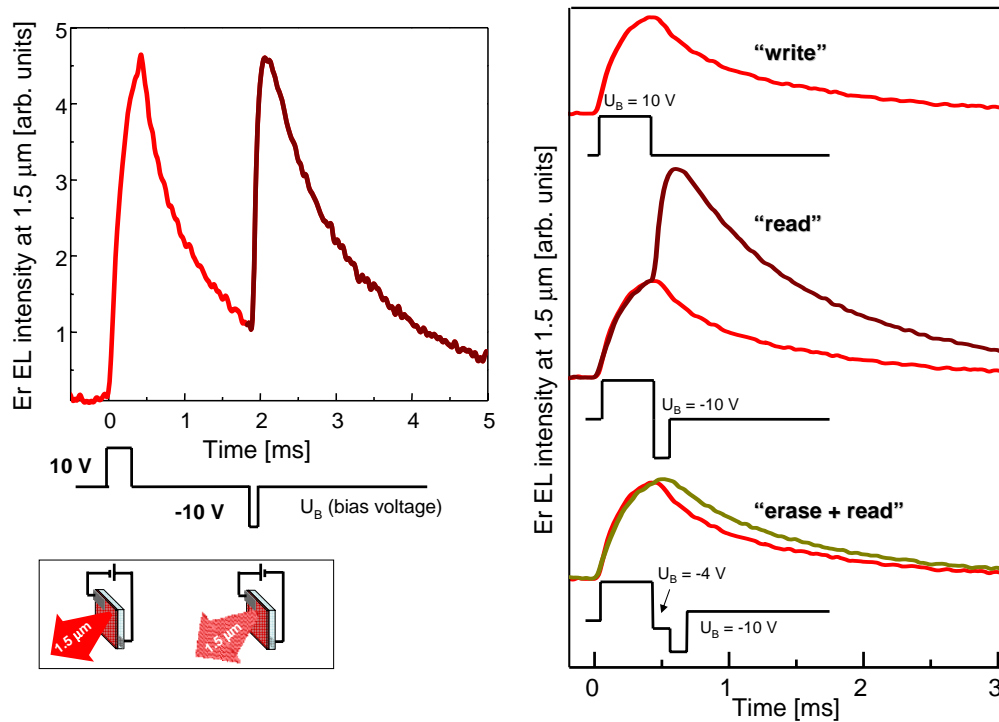 Er EL intensity at 1.5 μm [arb. units]
5
4
3
2
1
0
1
2
3
4
5
Time [ms]
10 V
-10 V
U_B (bias voltage)
1.5 μm
1.5 μm
Er EL intensity at 1.5 μm [arb. units]
“write”
U_B = 10 V
“read”
U_B = -10 V
“erase + read”
U_B = -4 V
U_B = -10 V
0
1
2
3
Time [ms]